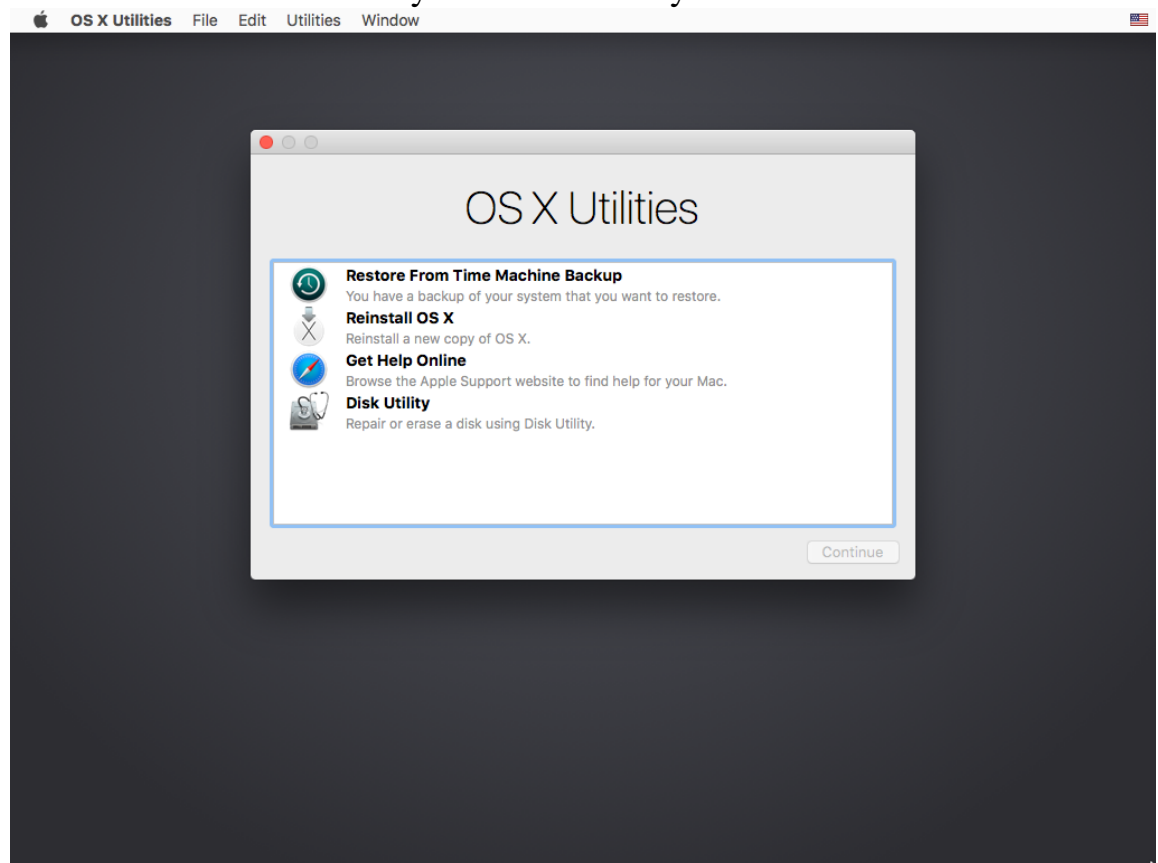 OS X Utilities File Edit Utilities Window
OS X Utilities
Restore From Time Machine Backup
You have a backup of your system that you want to restore.
Reinstall OS X
Reinstall a new copy of OS X.
Get Help Online
Browse the Apple Support website to find help for your Mac.
Disk Utility
Repair or erase a disk using Disk Utility.
Continue